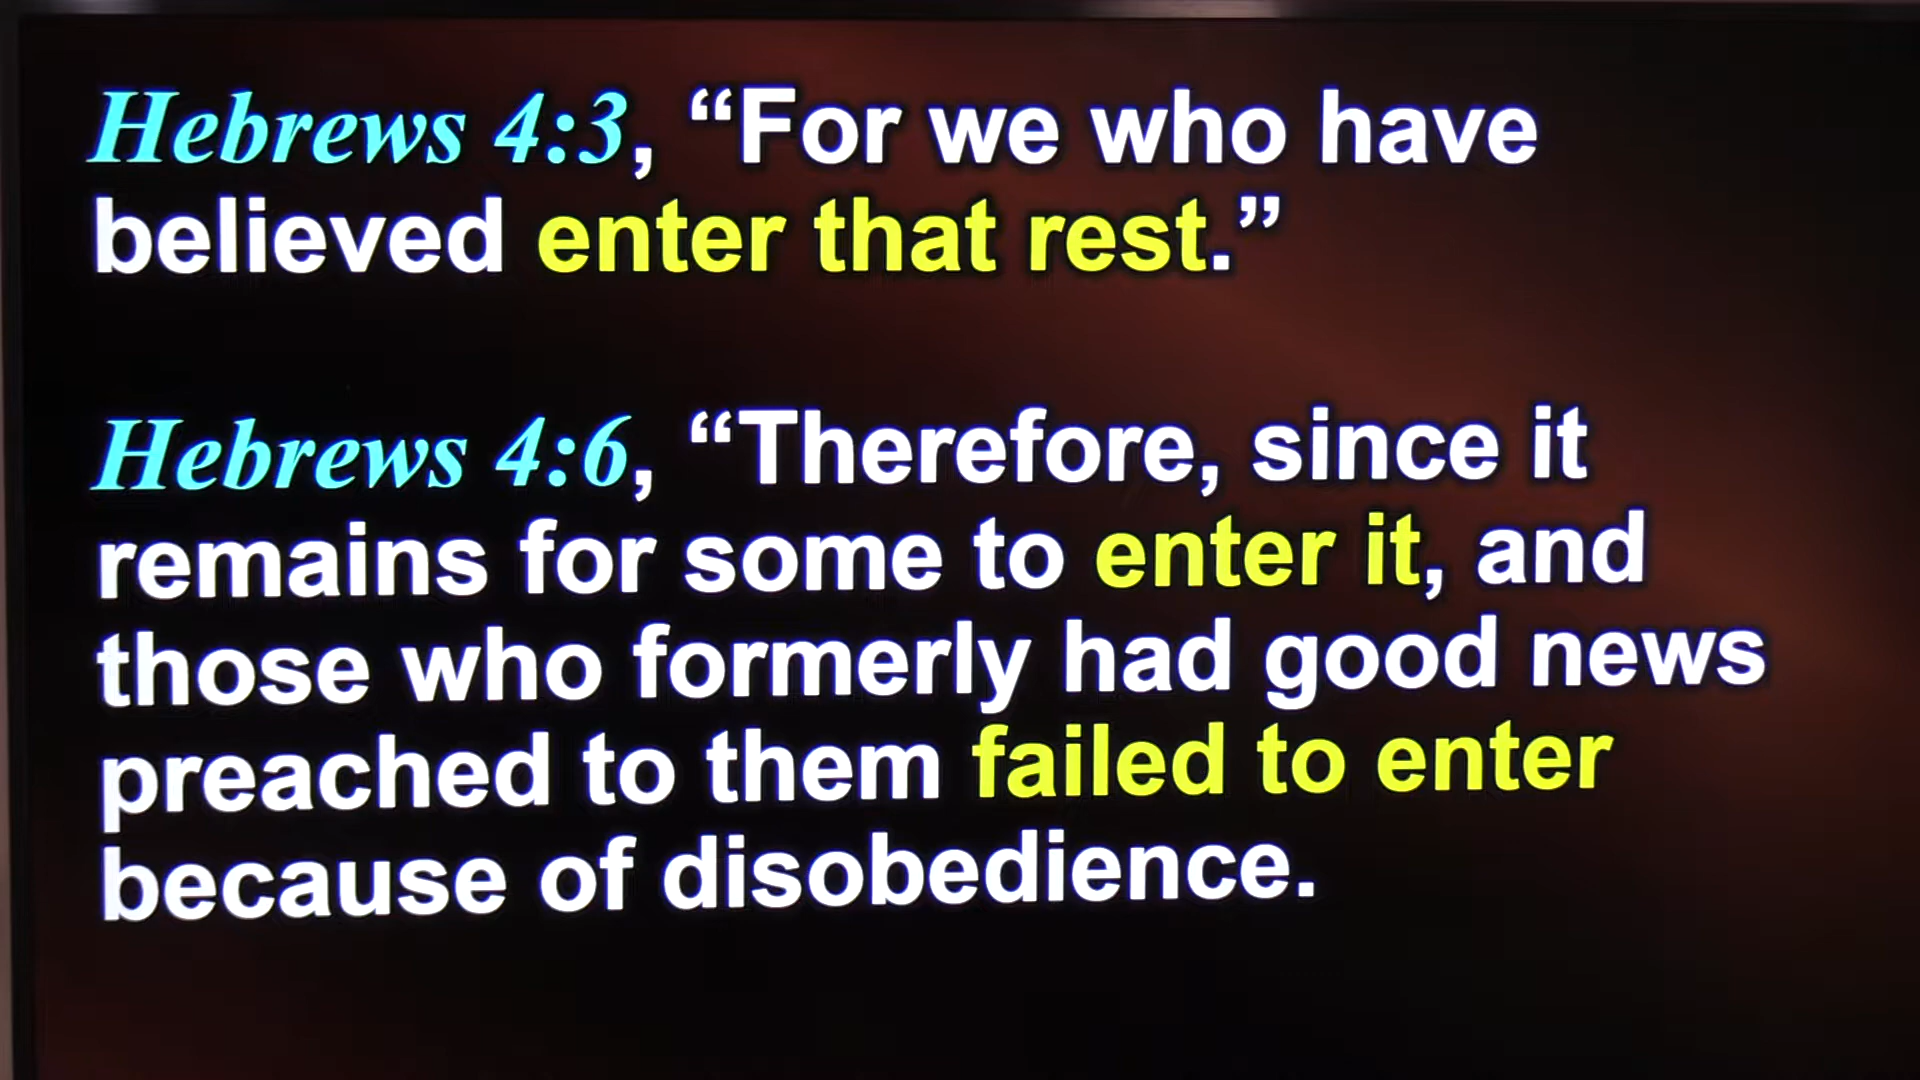 Hebrews 4:3, “For we who have
believed enter that rest.”
Hebrews 4:6, “Therefore, since it
remains for some to enter it, and
those who formerly had good news
preached to them failed to enter
because of disobedience.